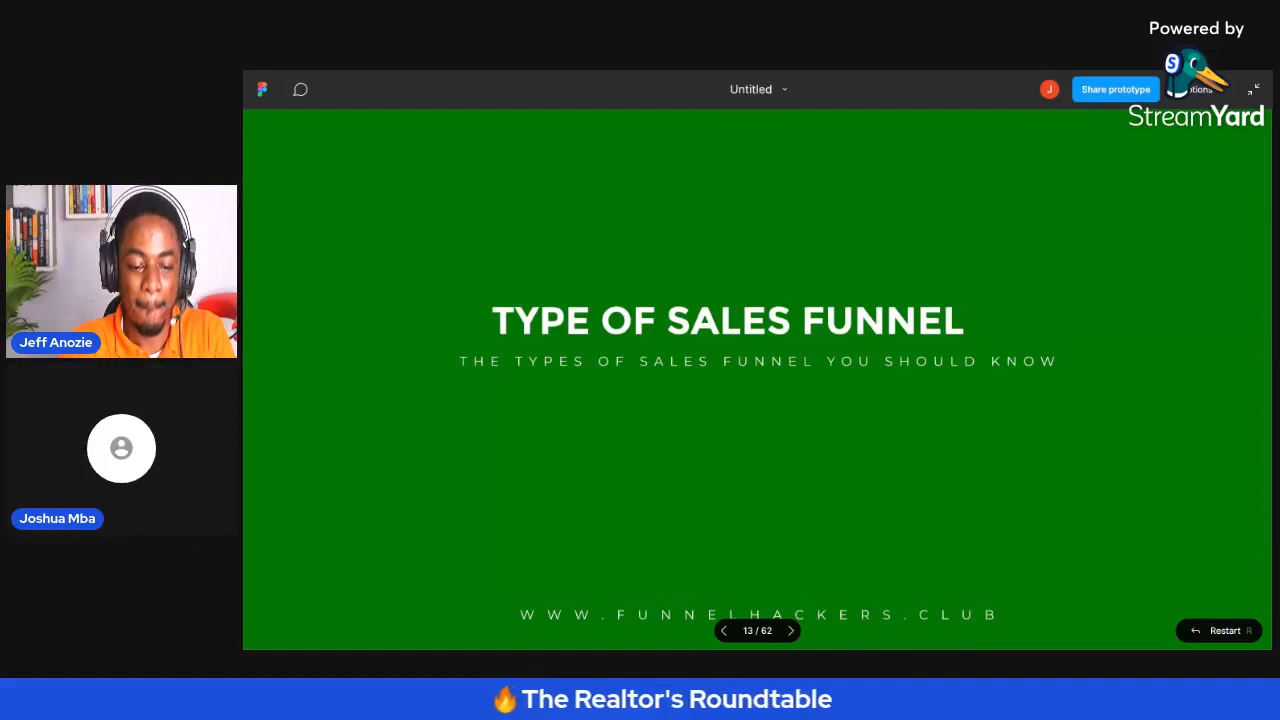 Powered by
StreamYard
Untitled
J
Share prototype
S
TYPE OF SALES FUNNEL
THE TYPES OF SALES FUNNEL YOU SHOULD KNOW
Jeff Anozie
Joshua Mba
WWW.FUNNELHACKERS.CLUB
13 / 62
Restart R
🔥The Realtor's Roundtable